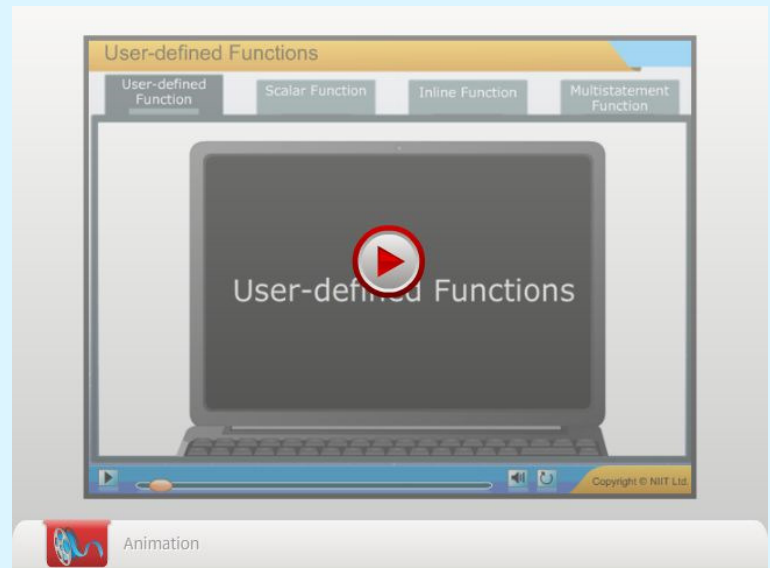 User-defined Functions
User-defined
Function
Scalar Function
Inline Function
Multistatement
Function
User-defined Functions
Copyright © NIIT Ltd.
Animation